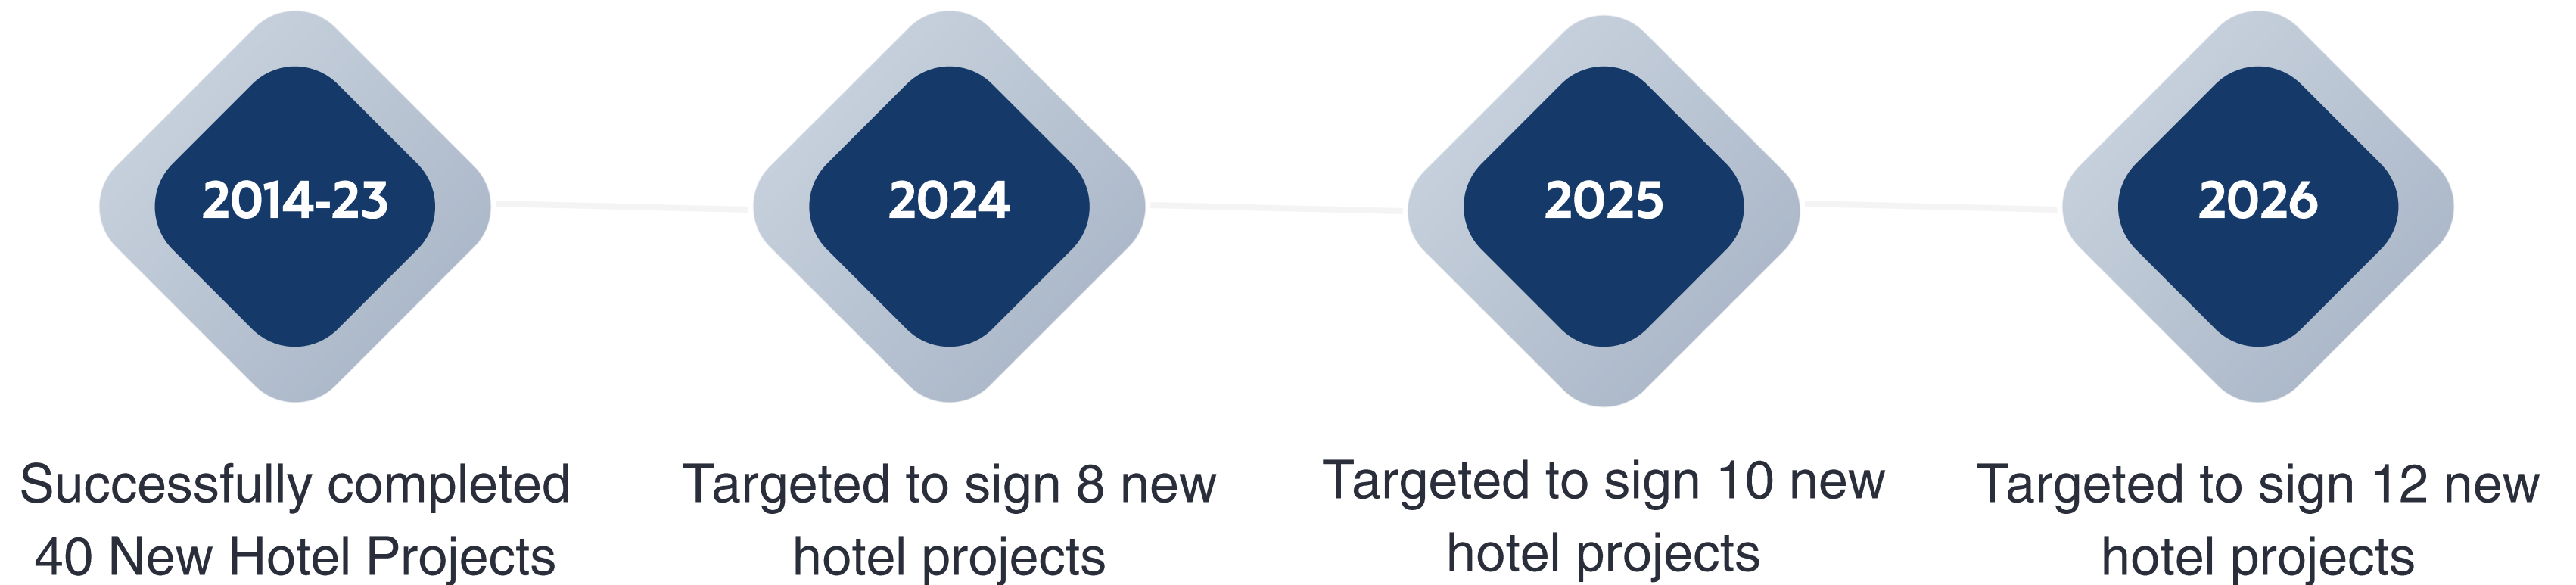 2014-23
Successfully completed
40 New Hotel Projects
2024
Targeted to sign 8 new
hotel projects
2025
Targeted to sign 10 new
hotel projects
2026
Targeted to sign 12 new
hotel projects